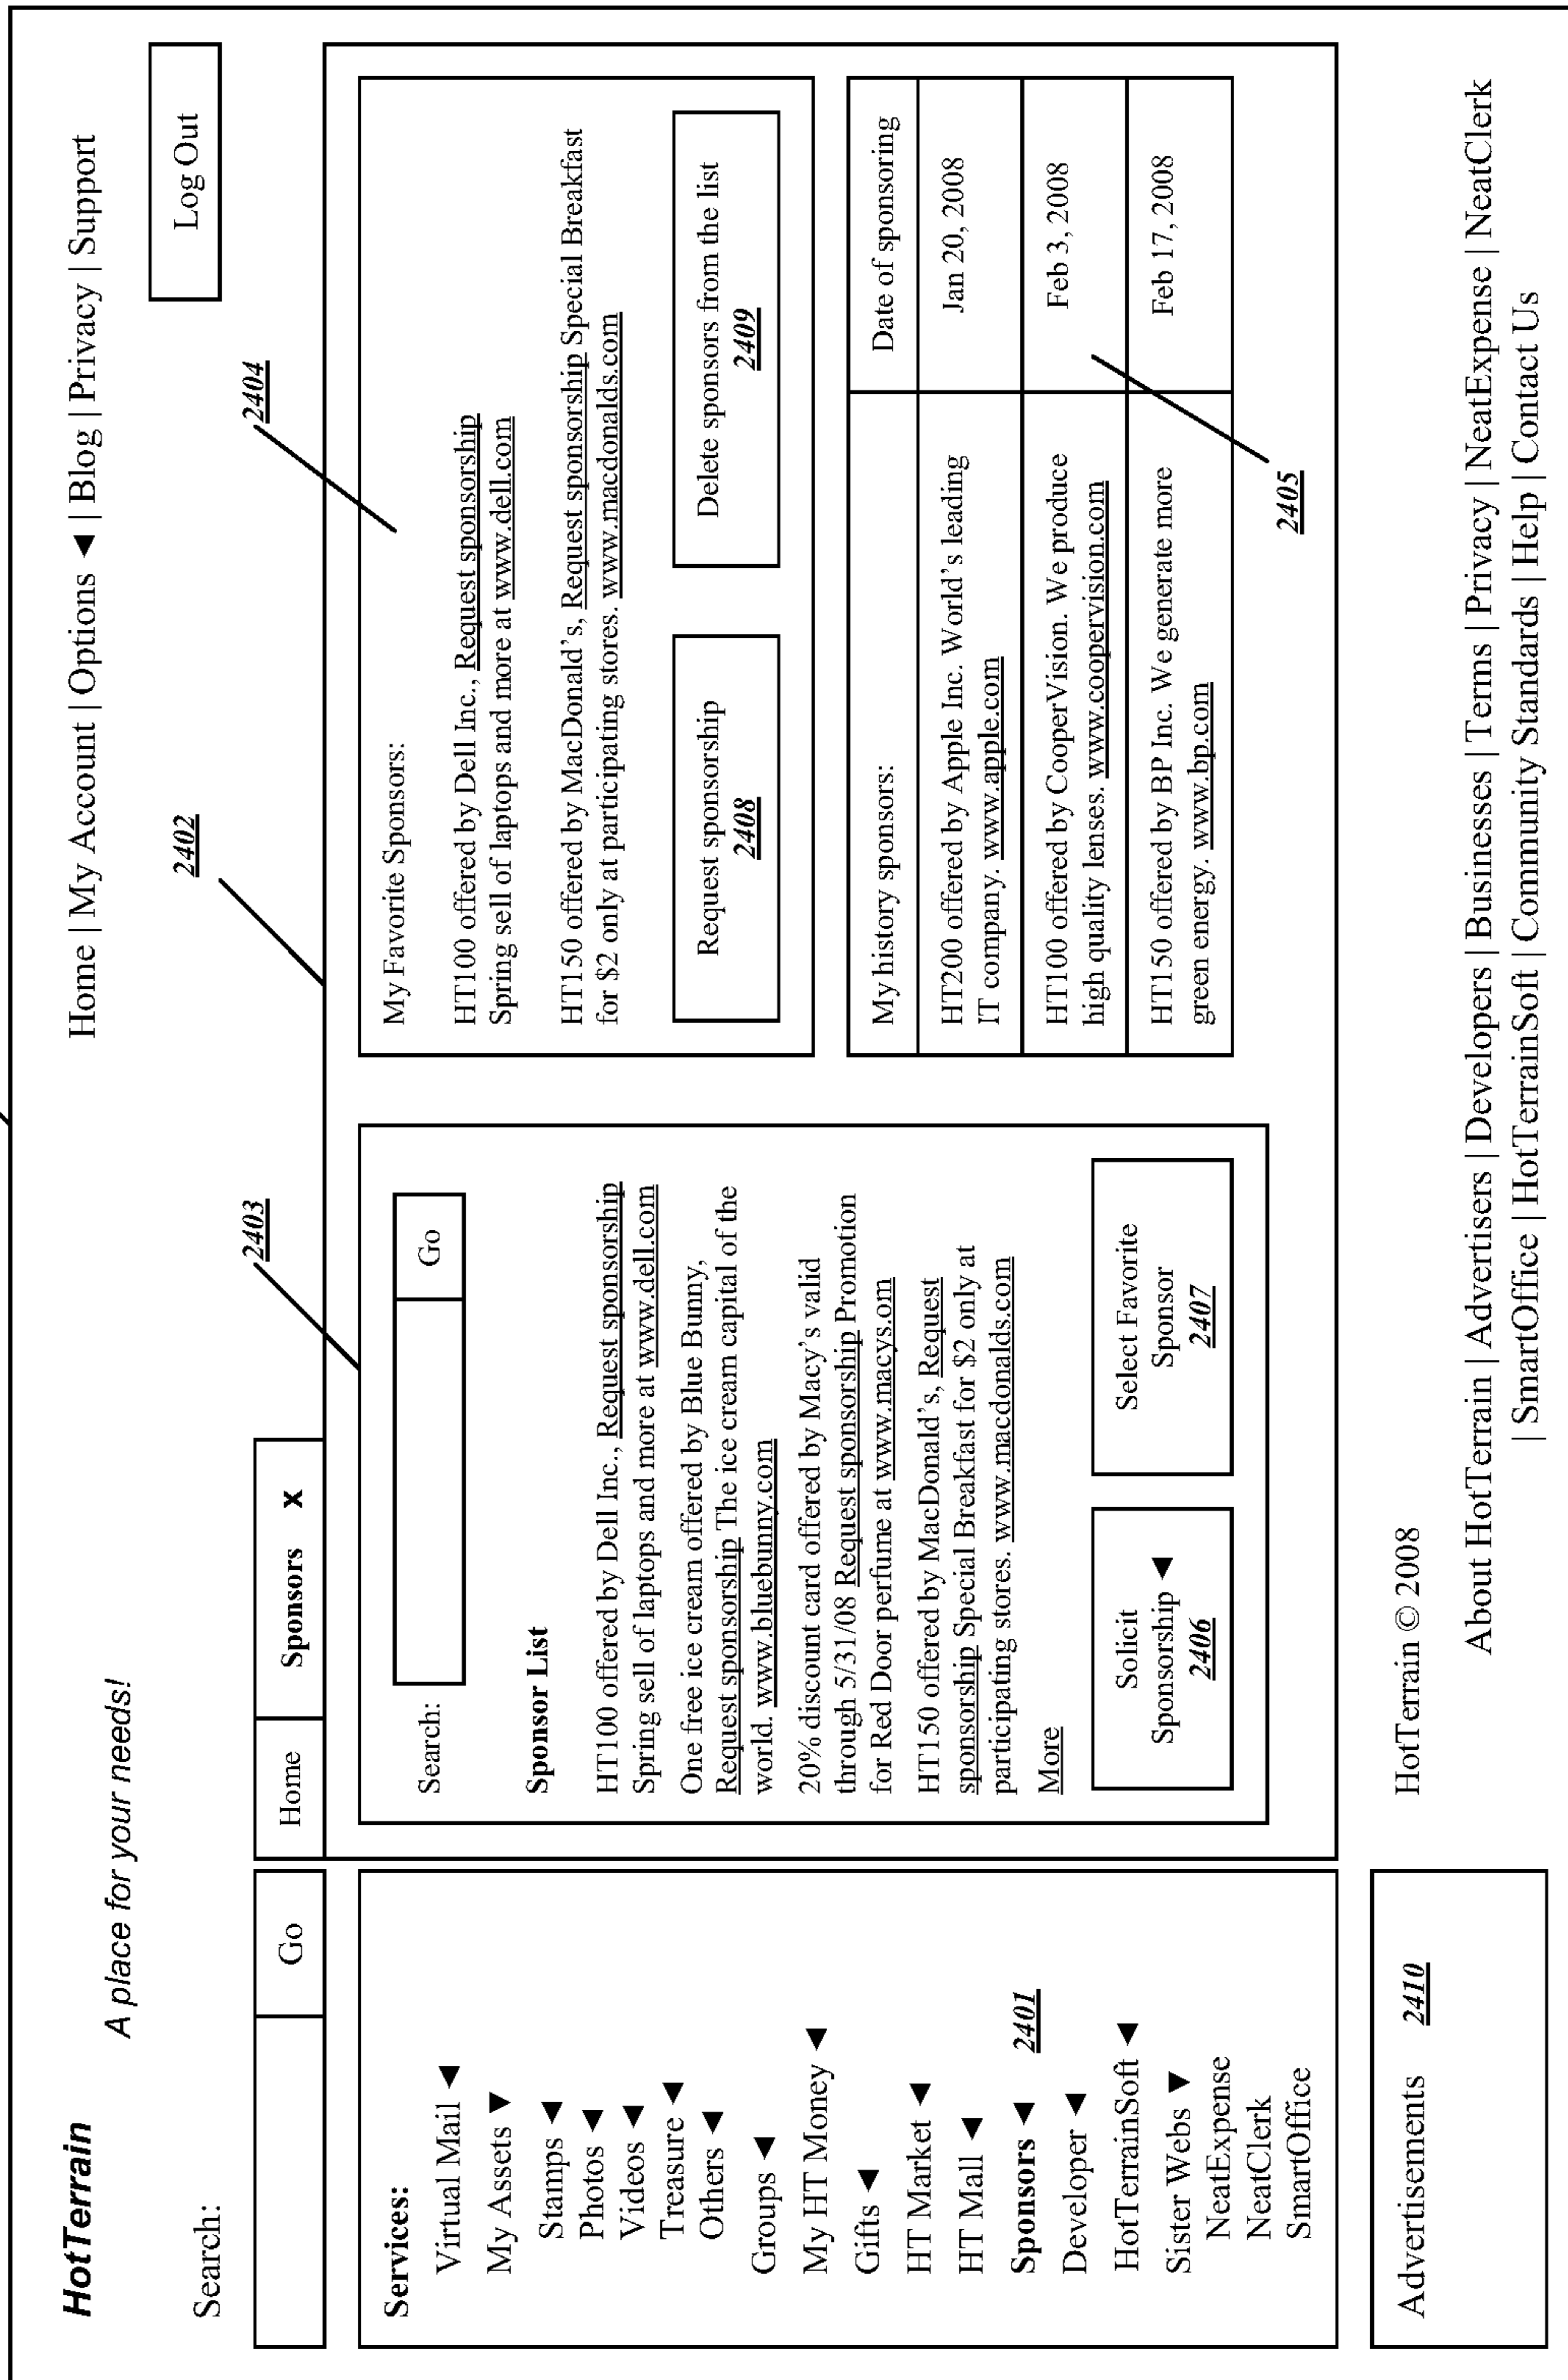 HotTerrain
A place for your needs!
Home | My Account | Options ◄ | Blog | Privacy | Support
Log Out
Search:
Go
Home
Sponsors x
2402
2403
2404
Services:
Virtual Mail ◄
My Assets ▼
Stamps ◄
Photos ◄
Videos ◄
Treasure ◄
Others ◄
Groups ◄
My HT Money ◄
Gifts ◄
HT Market ◄
HT Mall ◄
Sponsors ◄ 2401
Developer ◄
HotTerrainSoft ◄
Sister Webs ▼
NeatExpense
NeatClerk
SmartOffice
Search:
Go
Sponsor List
HT100 offered by Dell Inc., Request sponsorship
Spring sell of laptops and more at www.dell.com
One free ice cream offered by Blue Bunny,
Request sponsorship The ice cream capital of the
world. www.bluebunny.com
20% discount card offered by Macy's valid
through 5/31/08 Request sponsorship Promotion
for Red Door perfume at www.macys.om
HT150 offered by MacDonald's, Request
sponsorship Special Breakfast for $2 only at
participating stores. www.macdonalds.com
More
Solicit
Sponsorship ◄
2406
Select Favorite
Sponsor
2407
My Favorite Sponsors:
HT100 offered by Dell Inc., Request sponsorship
Spring sell of laptops and more at www.dell.com
HT150 offered by MacDonald's, Request sponsorship Special Breakfast
for $2 only at participating stores. www.macdonalds.com
Request sponsorship
2408
Delete sponsors from the list
2409
My history sponsors:
Date of sponsoring
HT200 offered by Apple Inc. World's leading
IT company. www.apple.com
Jan 20, 2008
HT100 offered by CooperVision. We produce
high quality lenses. www.coopervision.com
Feb 3, 2008
HT150 offered by BP Inc. We generate more
green energy. www.bp.com
Feb 17, 2008
2405
Advertisements 2410
HotTerrain © 2008
About HotTerrain | Advertisers | Developers | Businesses | Terms | Privacy | NeatExpense | NeatClerk
| SmartOffice | HotTerrainSoft | Community Standards | Help | Contact Us